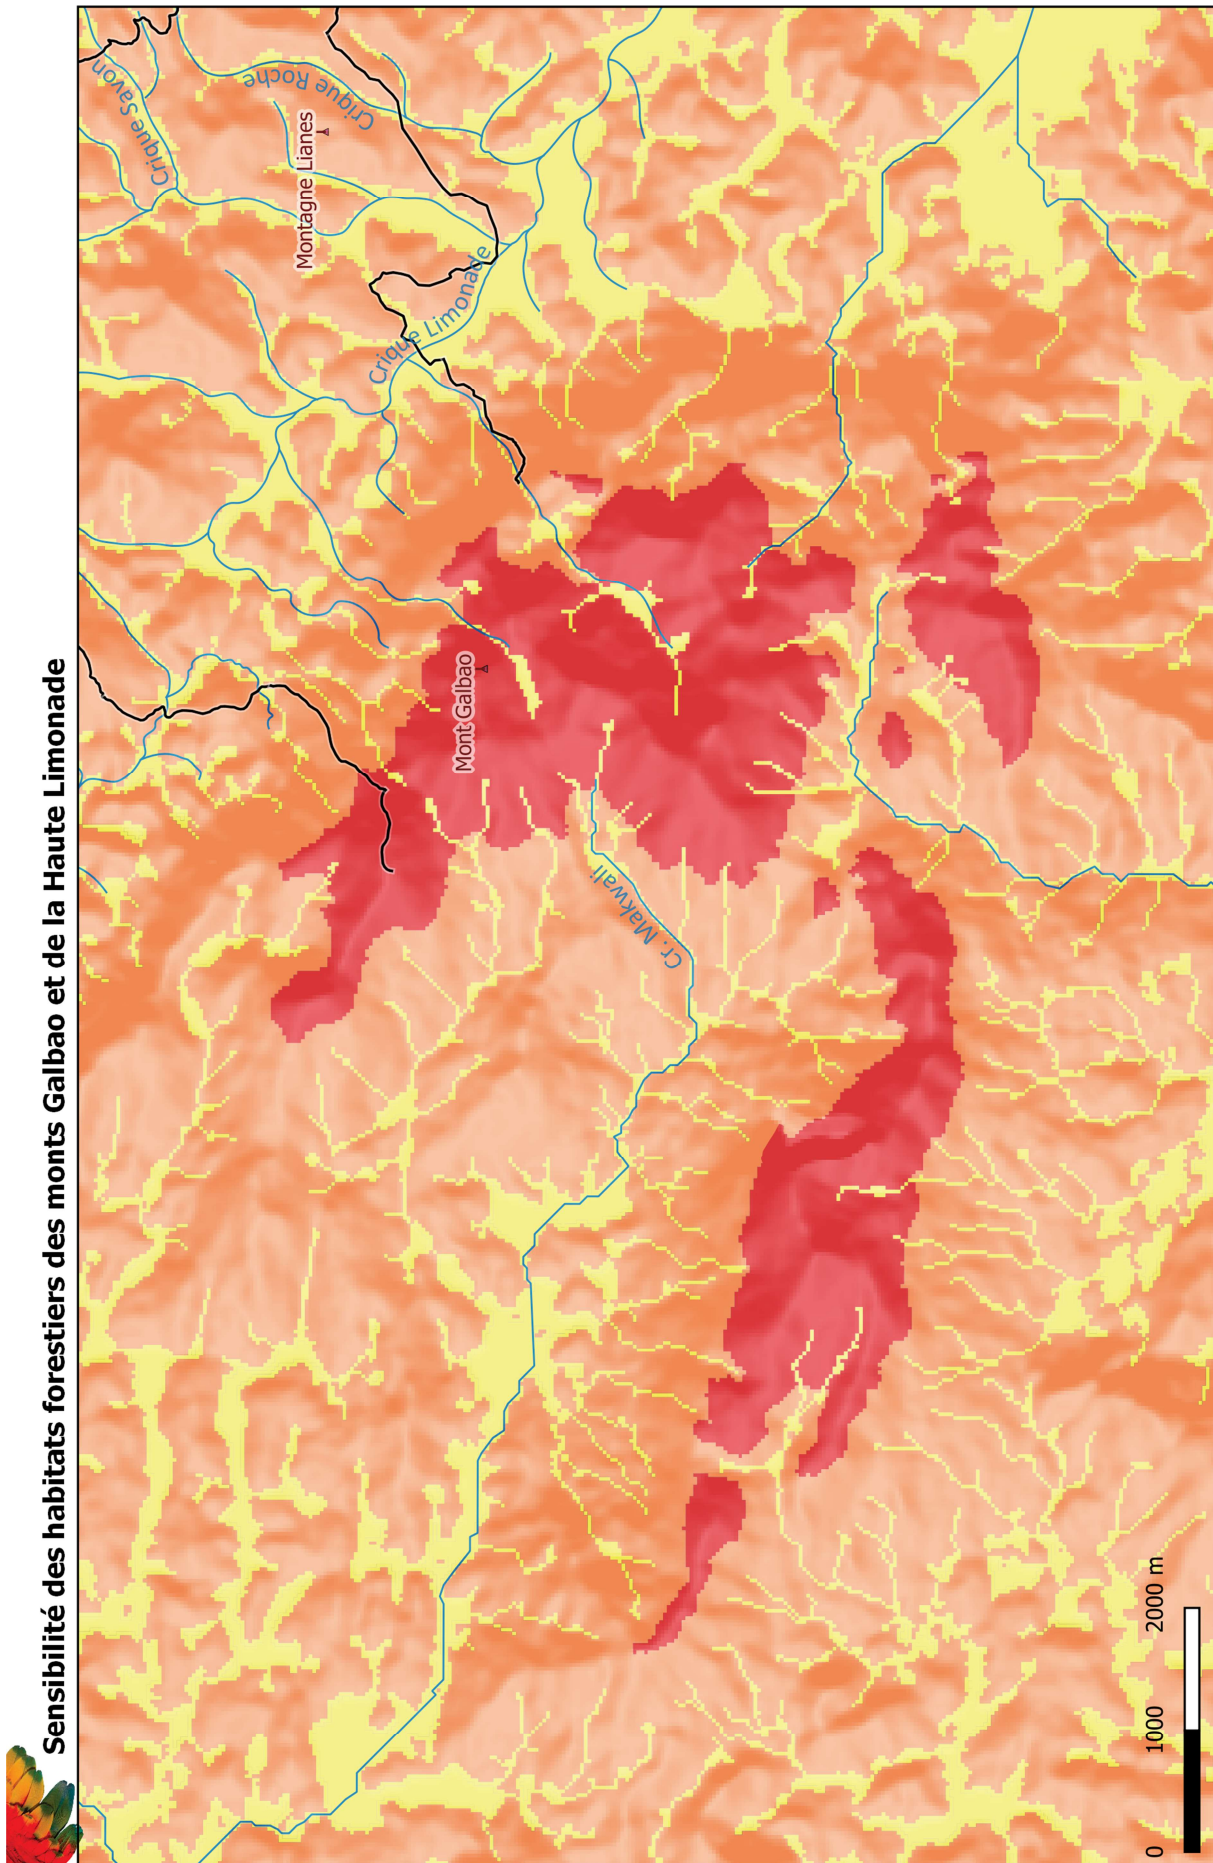 Sensibilité des habitats forestiers des monts Galbao et de la Haute Limonade
Crique Savon
Crique Roche
Montagne Lianes
Crique Limonade
Mont Galbao
Cr. Makwali
0 1000 2000 m